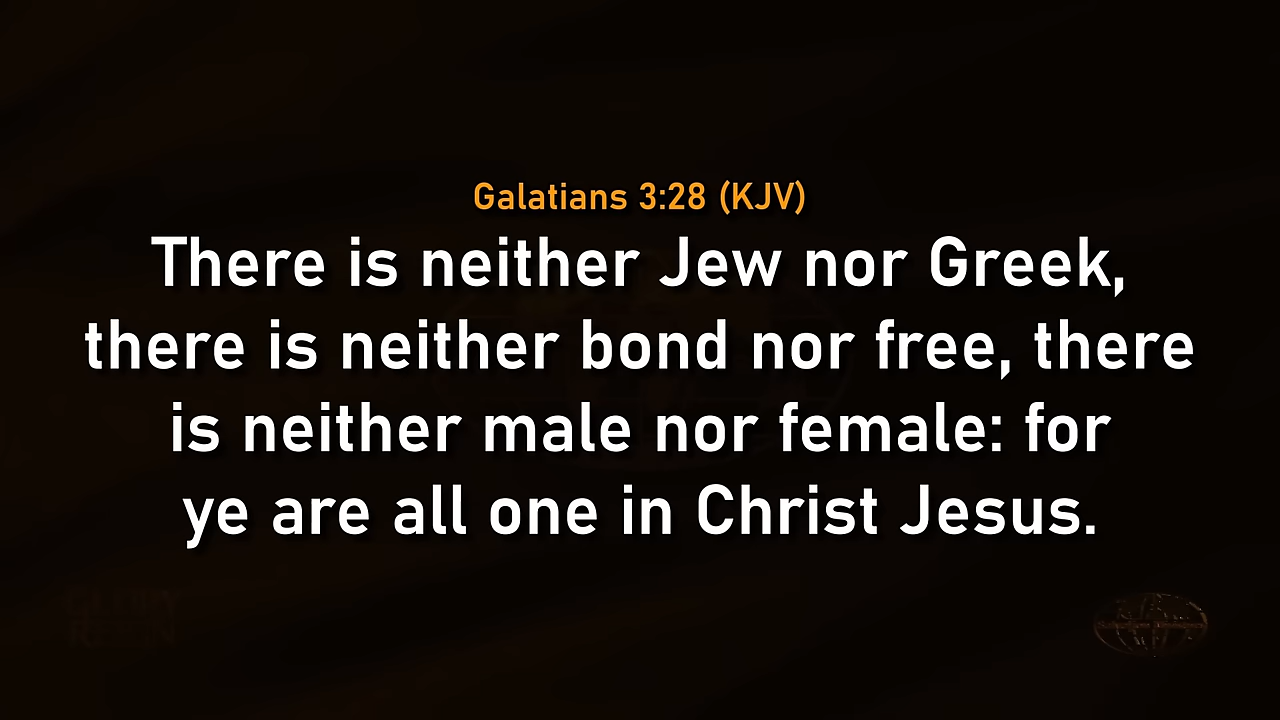 Galatians 3:28 (KJV)
There is neither Jew nor Greek,
there is neither bond nor free, there
is neither male nor female: for
ye are all one in Christ Jesus.